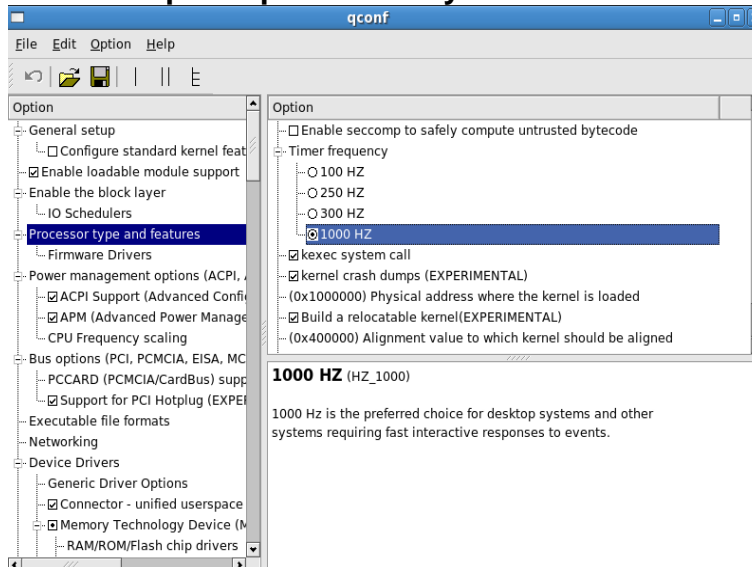 qconf
File Edit Option Help
Option
General setup
Configure standard kernel feat
Enable loadable module support
Enable the block layer
IO Schedulers
Processor type and features
Firmware Drivers
Power management options (ACPI,
ACPI Support (Advanced Config
APM (Advanced Power Manage
CPU Frequency scaling
Bus options (PCI, PCMCIA, EISA, MC
PCCARD (PCMCIA/CardBus) supp
Support for PCI Hotplug (EXPE
Executable file formats
Networking
Device Drivers
Generic Driver Options
Connector - unified userspace
Memory Technology Device (M
RAM/ROM/Flash chip drivers
Option
Enable seccomp to safely compute untrusted bytecode
Timer frequency
100 HZ
250 HZ
300 HZ
1000 HZ
kexec system call
kernel crash dumps (EXPERIMENTAL)
(0x1000000) Physical address where the kernel is loaded
Build a relocatable kernel(EXPERIMENTAL)
(0x400000) Alignment value to which kernel should be aligned
1000 HZ (HZ_1000)
1000 Hz is the preferred choice for desktop systems and other
systems requiring fast interactive responses to events.